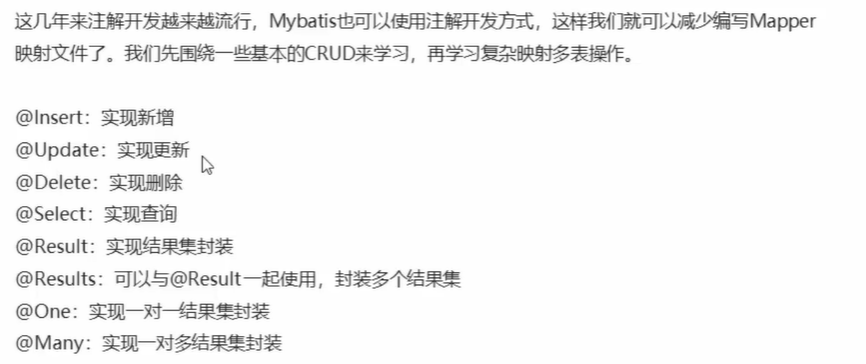 这几年来注解开发越来越流行，Mybatis也可以使用注解开发方式，这样我们就可以减少编写Mapper
映射文件了。我们先围绕一些基本的CRUD来学习，再学习复杂映射多表操作。
@Insert：实现新增
@Update：实现更新
@Delete：实现删除
@Select：实现查询
@Result：实现结果集封装
@Results：可以与@Result一起使用，封装多个结果集
@One：实现一对一结果集封装
@Many：实现一对多结果集封装